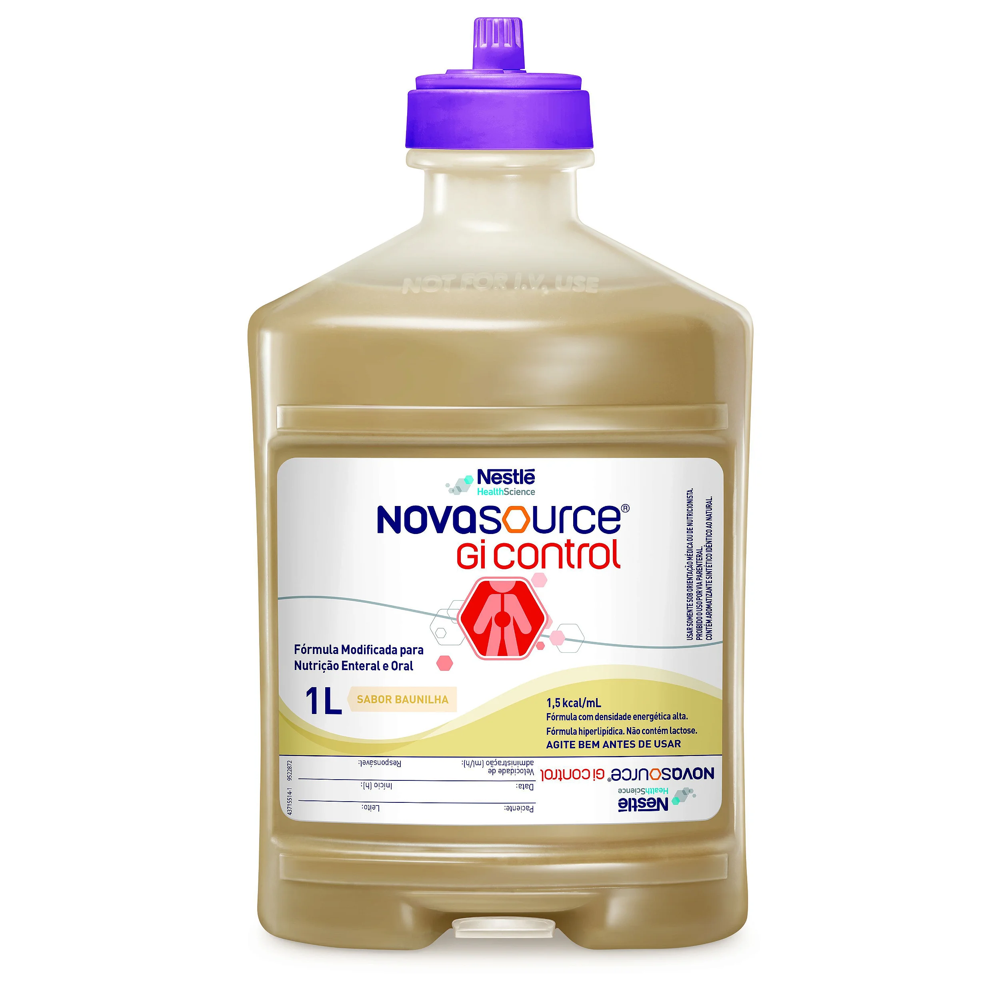 NOT FOR I.V. USE
Nestlé
HealthScience
NOVASOURCE®
GI CONTROL
USAR SOMENTE SOB ORIENTAÇÃO MÉDICA OU DE NUTRICIONISTA.
PROIBIDO O USO POR VIA PARENTERAL.
CONTÉM AROMATIZANTE SINTÉTICO IDÊNTICO AO NATURAL.
Fórmula Modificada para
Nutrição Enteral e Oral
1L
SABOR BAUNILHA
1,5 kcal/mL
Fórmula com densidade energética alta.
Fórmula hiperlipídica. Não contém lactose.
AGITE BEM ANTES DE USAR
43715514-1 9522872
Nestlé
HealthScience
NOVASOURCE® GI CONTROL
Paciente: Leito:
Data: Início (h):
Velocidade de
administração (ml/h): Responsável: